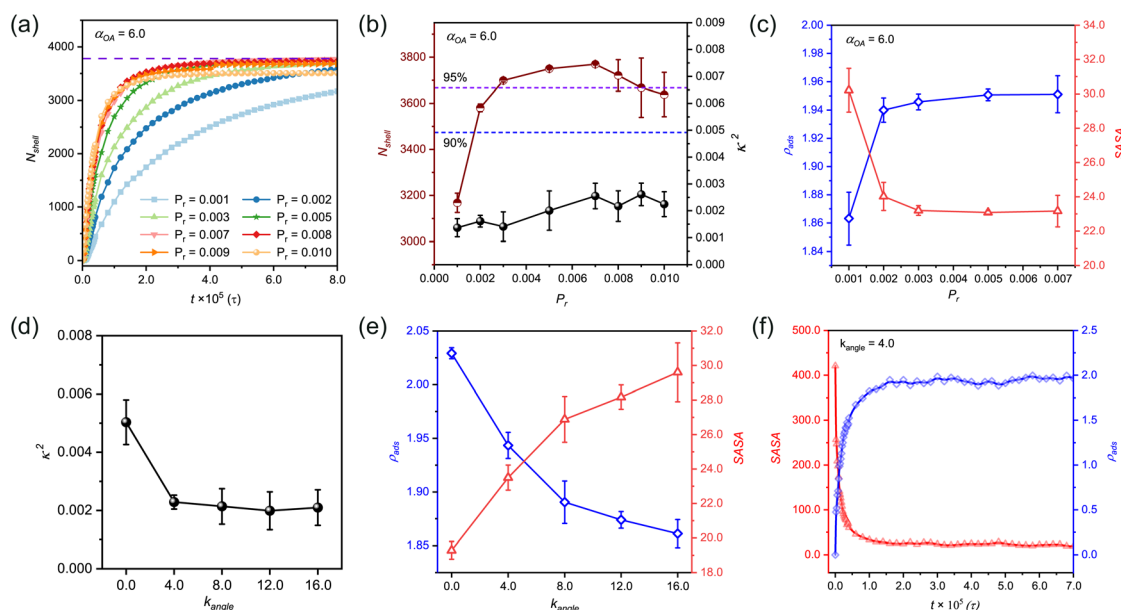 (a)
α_OA = 6.0
N_shell
4000
3000
2000
1000
0
P_r = 0.001 P_r = 0.002
P_r = 0.003 P_r = 0.005
P_r = 0.007 P_r = 0.008
P_r = 0.009 P_r = 0.010
0.0 2.0 4.0 6.0 8.0
t ×10^5 (τ)
(b)
α_OA = 6.0
N_shell
3900
3800
3700
3600
3500
3400
3300
3200
3100
3000
95%
90%
0.009
0.008
0.007
0.006
0.005
0.004
0.003
0.002
0.001
0.000
κ^2
0.000 0.002 0.004 0.006 0.008 0.010
P_r
(c)
α_OA = 6.0
ρ_ads
2.00
1.98
1.96
1.94
1.92
1.90
1.88
1.86
1.84
34.0
32.0
30.0
28.0
26.0
24.0
22.0
20.0
SASA
0.000 0.001 0.002 0.003 0.004 0.005 0.006 0.007
P_r
(d)
κ^2
0.008
0.006
0.004
0.002
0.000
0.0 4.0 8.0 12.0 16.0
k_angle
(e)
ρ_ads
2.05
2.00
1.95
1.90
1.85
32.0
30.0
28.0
26.0
24.0
22.0
20.0
18.0
SASA
0.0 4.0 8.0 12.0 16.0
k_angle
(f)
k_angle = 4.0
SASA
500.0
400.0
300.0
200.0
100.0
0.0
2.5
2.0
1.5
1.0
0.5
0.0
ρ_ads
0.0 1.0 2.0 3.0 4.0 5.0 6.0 7.0
t × 10^5 (τ)